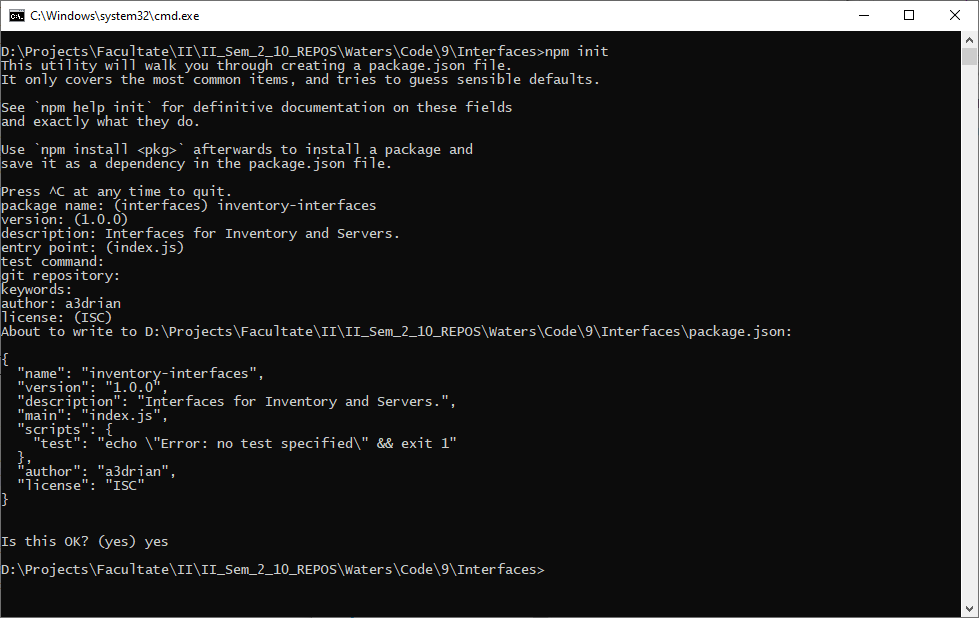 C:\Windows\system32\cmd.exe
D:\Projects\Facultate\II\II_Sem_2_10_REPOS\Waters\Code\9\Interfaces>npm init
This utility will walk you through creating a package.json file.
It only covers the most common items, and tries to guess sensible defaults.
See `npm help init` for definitive documentation on these fields
and exactly what they do.
Use `npm install <pkg>` afterwards to install a package and
save it as a dependency in the package.json file.
Press ^C at any time to quit.
package name: (interfaces) inventory-interfaces
version: (1.0.0)
description: Interfaces for Inventory and Servers.
entry point: (index.js)
test command:
git repository:
keywords:
author: a3drian
license: (ISC)
About to write to D:\Projects\Facultate\II\II_Sem_2_10_REPOS\Waters\Code\9\Interfaces\package.json:
{
  "name": "inventory-interfaces",
  "version": "1.0.0",
  "description": "Interfaces for Inventory and Servers.",
  "main": "index.js",
  "scripts": {
    "test": "echo \"Error: no test specified\" && exit 1"
  },
  "author": "a3drian",
  "license": "ISC"
}
Is this OK? (yes) yes
D:\Projects\Facultate\II\II_Sem_2_10_REPOS\Waters\Code\9\Interfaces>